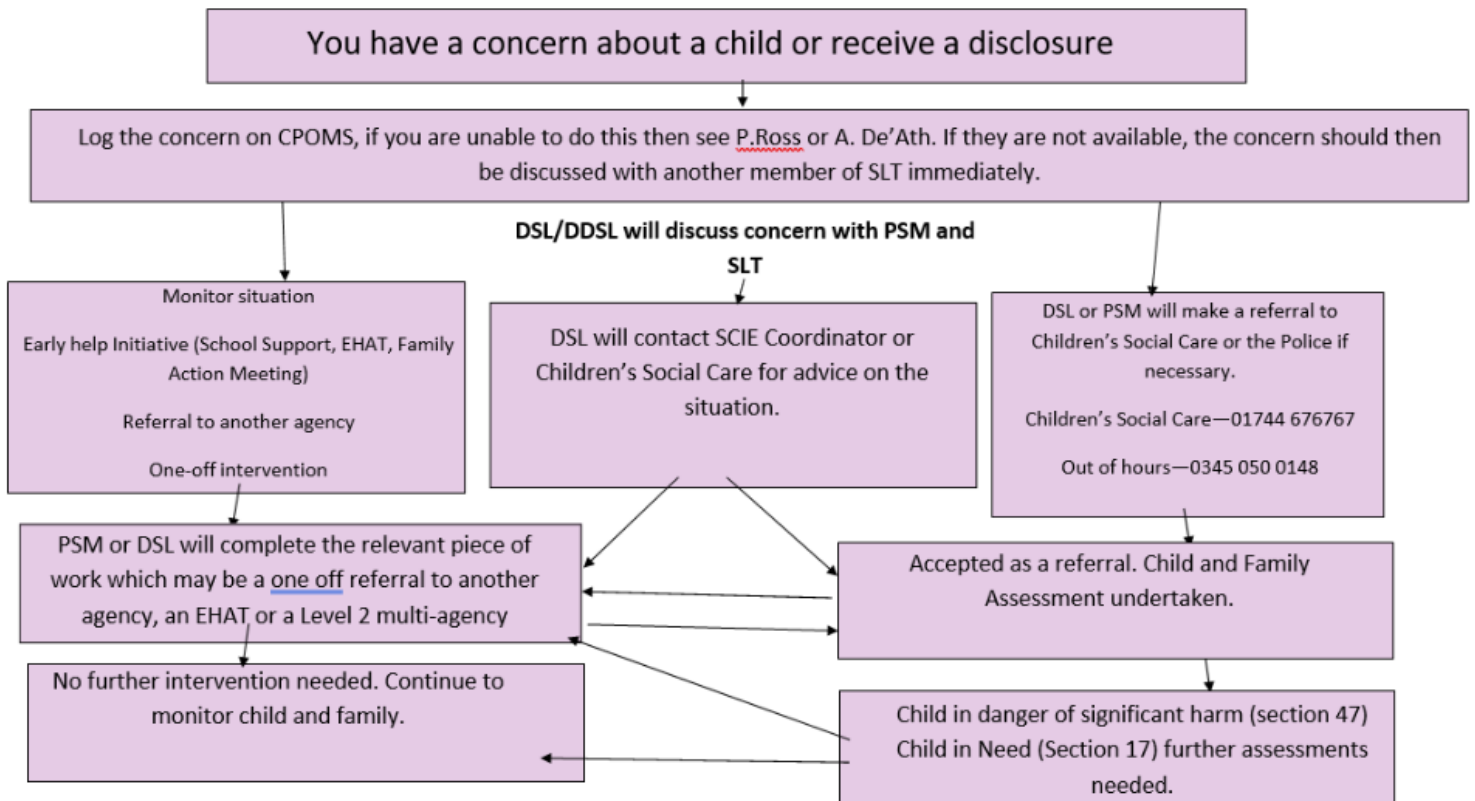 You have a concern about a child or receive a disclosure
Log the concern on CPOMS, if you are unable to do this then see P.Ross or A. De’Ath. If they are not available, the concern should then
be discussed with another member of SLT immediately.
DSL/DDSL will discuss concern with PSM and
SLT
Monitor situation
Early help Initiative (School Support, EHAT, Family
Action Meeting)
Referral to another agency
One-off intervention
DSL will contact SCIE Coordinator or
Children’s Social Care for advice on the
situation.
DSL or PSM will make a referral to
Children’s Social Care or the Police if
necessary.
Children’s Social Care—01744 676767
Out of hours—0345 050 0148
PSM or DSL will complete the relevant piece of
work which may be a one off referral to another
agency, an EHAT or a Level 2 multi-agency
Accepted as a referral. Child and Family
Assessment undertaken.
No further intervention needed. Continue to
monitor child and family.
Child in danger of significant harm (section 47)
Child in Need (Section 17) further assessments
needed.